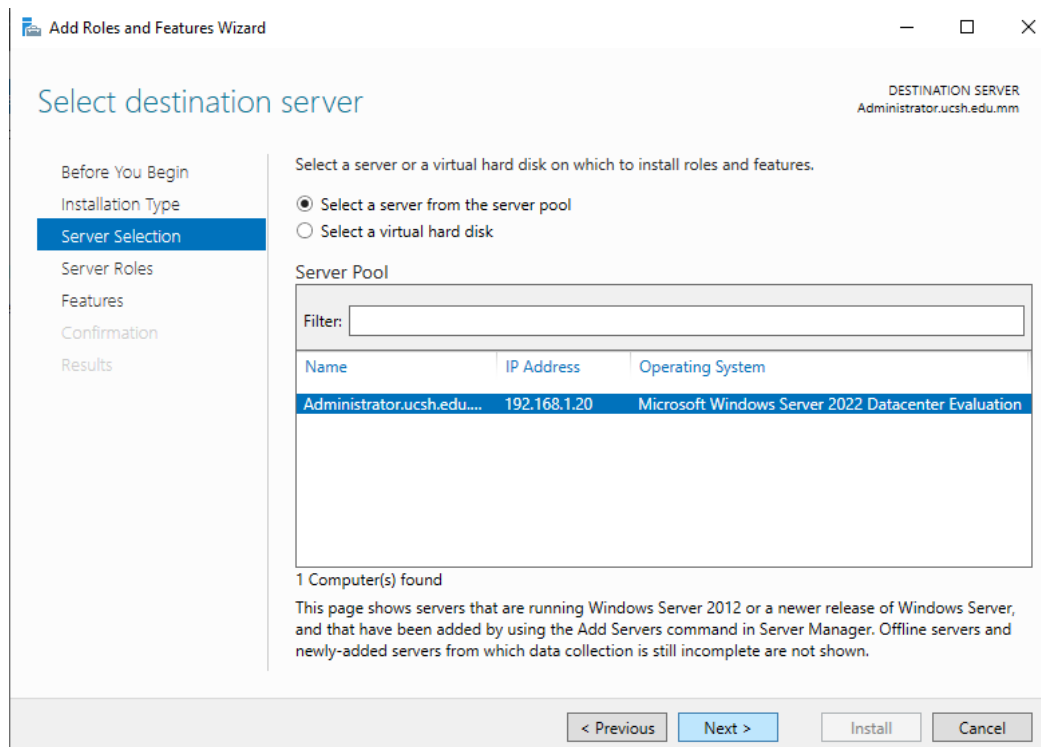 Add Roles and Features Wizard
Select destination server
DESTINATION SERVER
Administrator.ucsh.edu.mm
Before You Begin
Installation Type
Server Selection
Server Roles
Features
Confirmation
Results
Select a server or a virtual hard disk on which to install roles and features.
Select a server from the server pool
Select a virtual hard disk
Server Pool
Filter:
Name IP Address Operating System
Administrator.ucsh.edu.... 192.168.1.20 Microsoft Windows Server 2022 Datacenter Evaluation
1 Computer(s) found
This page shows servers that are running Windows Server 2012 or a newer release of Windows Server,
and that have been added by using the Add Servers command in Server Manager. Offline servers and
newly-added servers from which data collection is still incomplete are not shown.
< Previous Next > Install Cancel